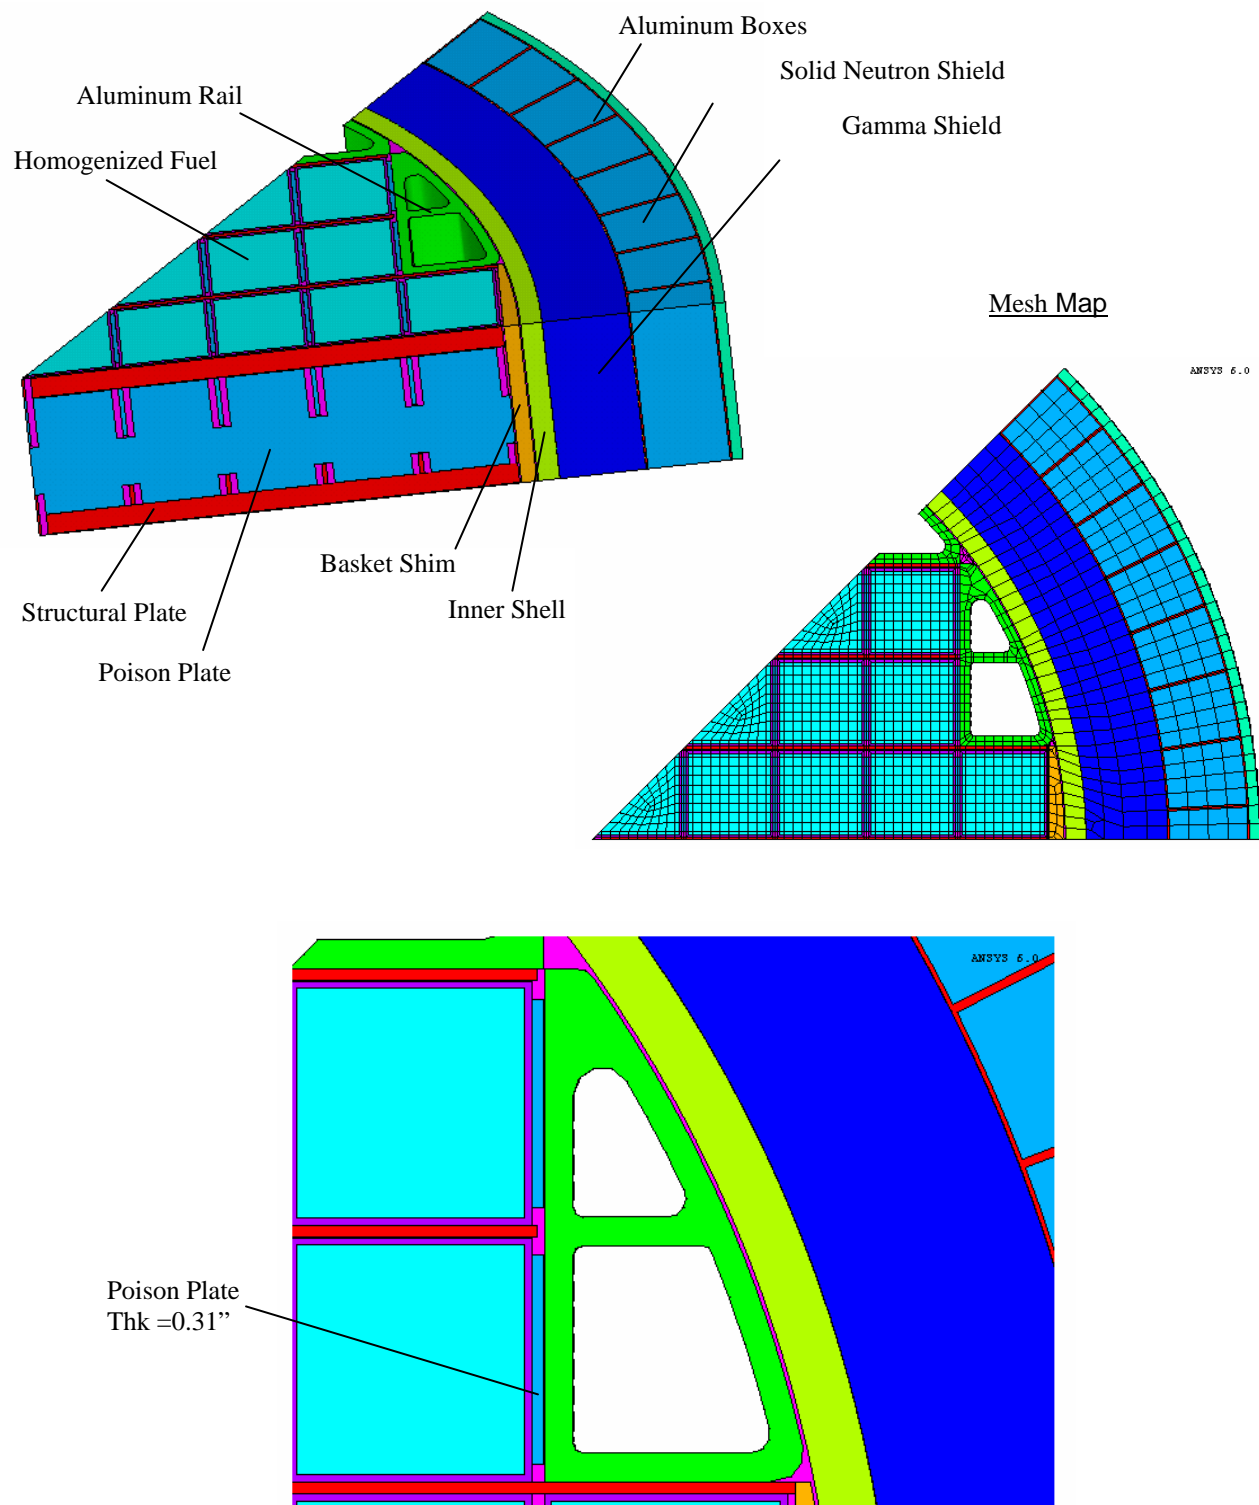 Aluminum Boxes
Solid Neutron Shield
Aluminum Rail
Gamma Shield
Homogenized Fuel
Mesh Map
ANSYS 6.0
Basket Shim
Structural Plate
Inner Shell
Poison Plate
ANSYS 6.0
Poison Plate
Thk =0.31”